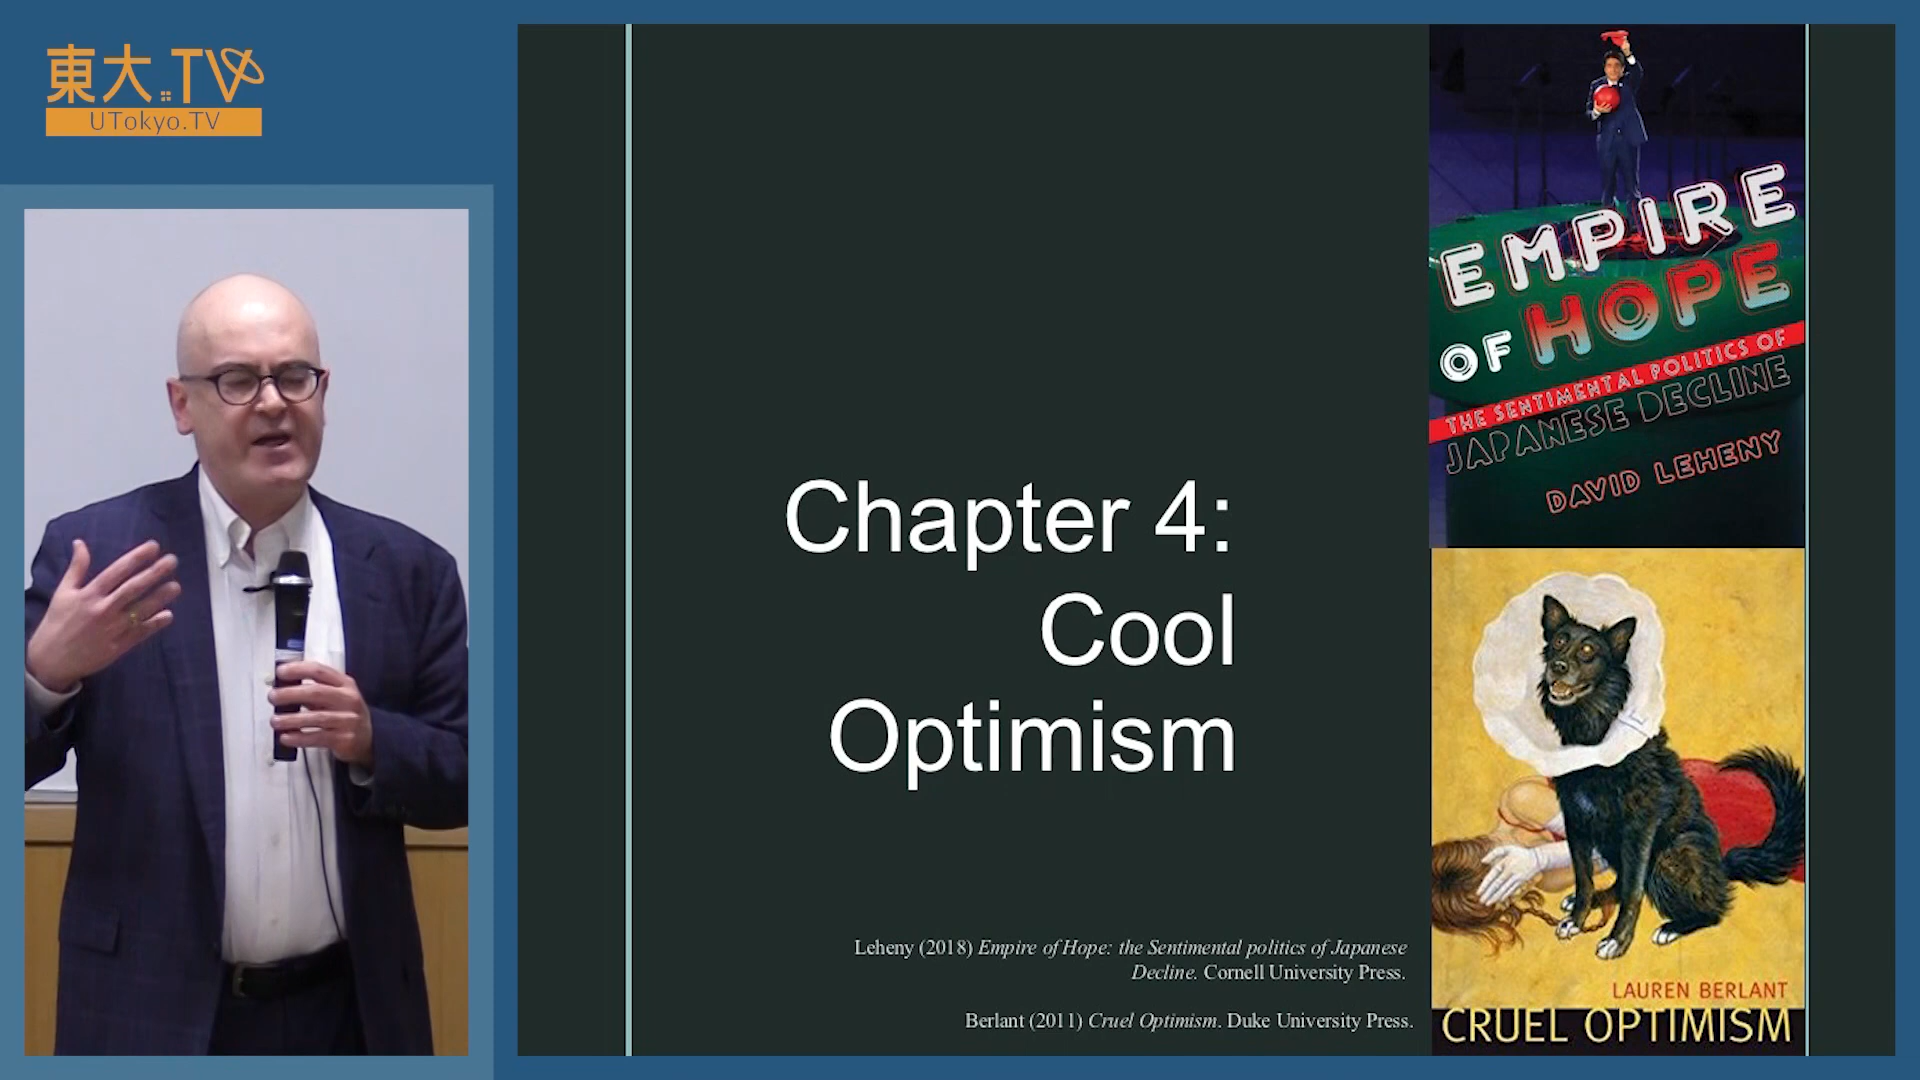 東大.TV
UTokyo.TV
Chapter 4:
Cool
Optimism
Leheny (2018) Empire of Hope: the Sentimental politics of Japanese
Decline. Cornell University Press.
Berlant (2011) Cruel Optimism. Duke University Press.
EMPIRE
OF HOPE
THE SENTIMENTAL POLITICS OF
JAPANESE DECLINE
DAVID LEHENY
LAUREN BERLANT
CRUEL OPTIMISM